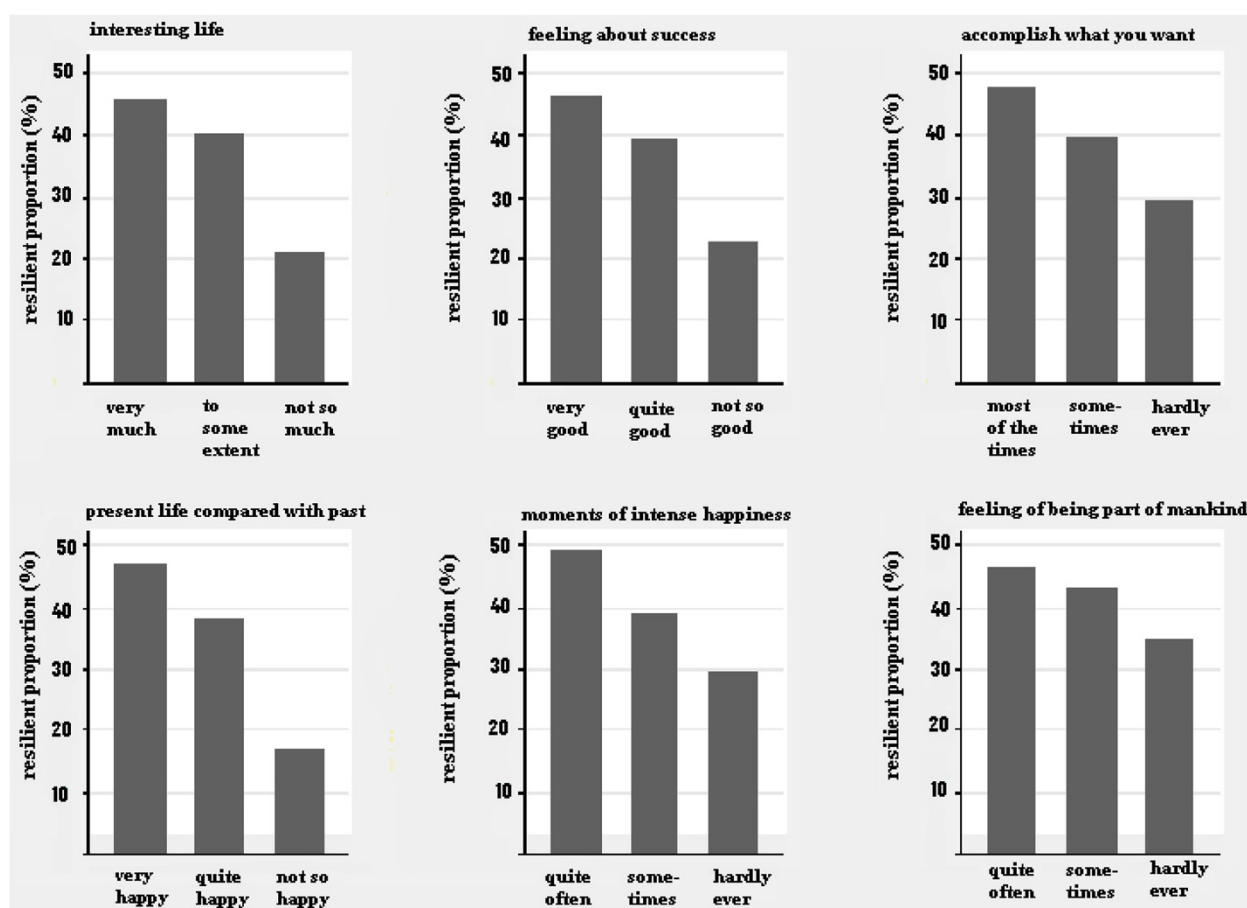 interesting life
resilient proportion (%)
50
40
30
20
10
very much
to some extent
not so much
feeling about success
resilient proportion (%)
50
40
30
20
10
very good
quite good
not so good
accomplish what you want
resilient proportion (%)
50
40
30
20
10
most of the times
some-times
hardly ever
present life compared with past
resilient proportion (%)
50
40
30
20
10
very happy
quite happy
not so happy
moments of intense happiness
resilient proportion (%)
50
40
30
20
10
quite often
some-times
hardly ever
feeling of being part of mankind
resilient proportion (%)
50
40
30
20
10
quite often
some-times
hardly ever